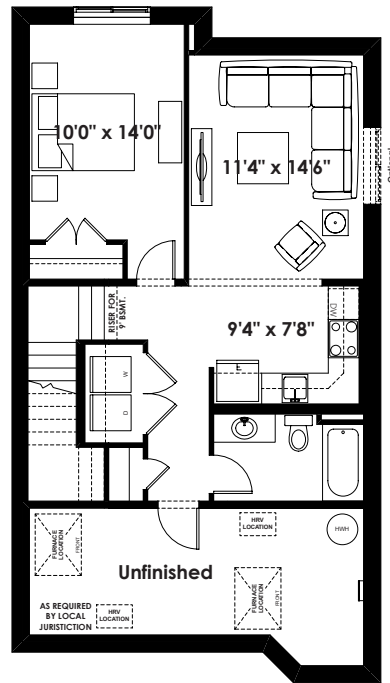 10'0" x 14'0"
11'4" x 14'6"
Optional
RISER FOR
9' BSMT.
9'4" x 7'8"
DW
F
W
D
HRV
LOCATION
HWH
FURNACE
LOCATION
FRONT
Unfinished
FURNACE
LOCATION
FRONT
AS REQUIRED
BY LOCAL
JURISTICTION
HRV
LOCATION